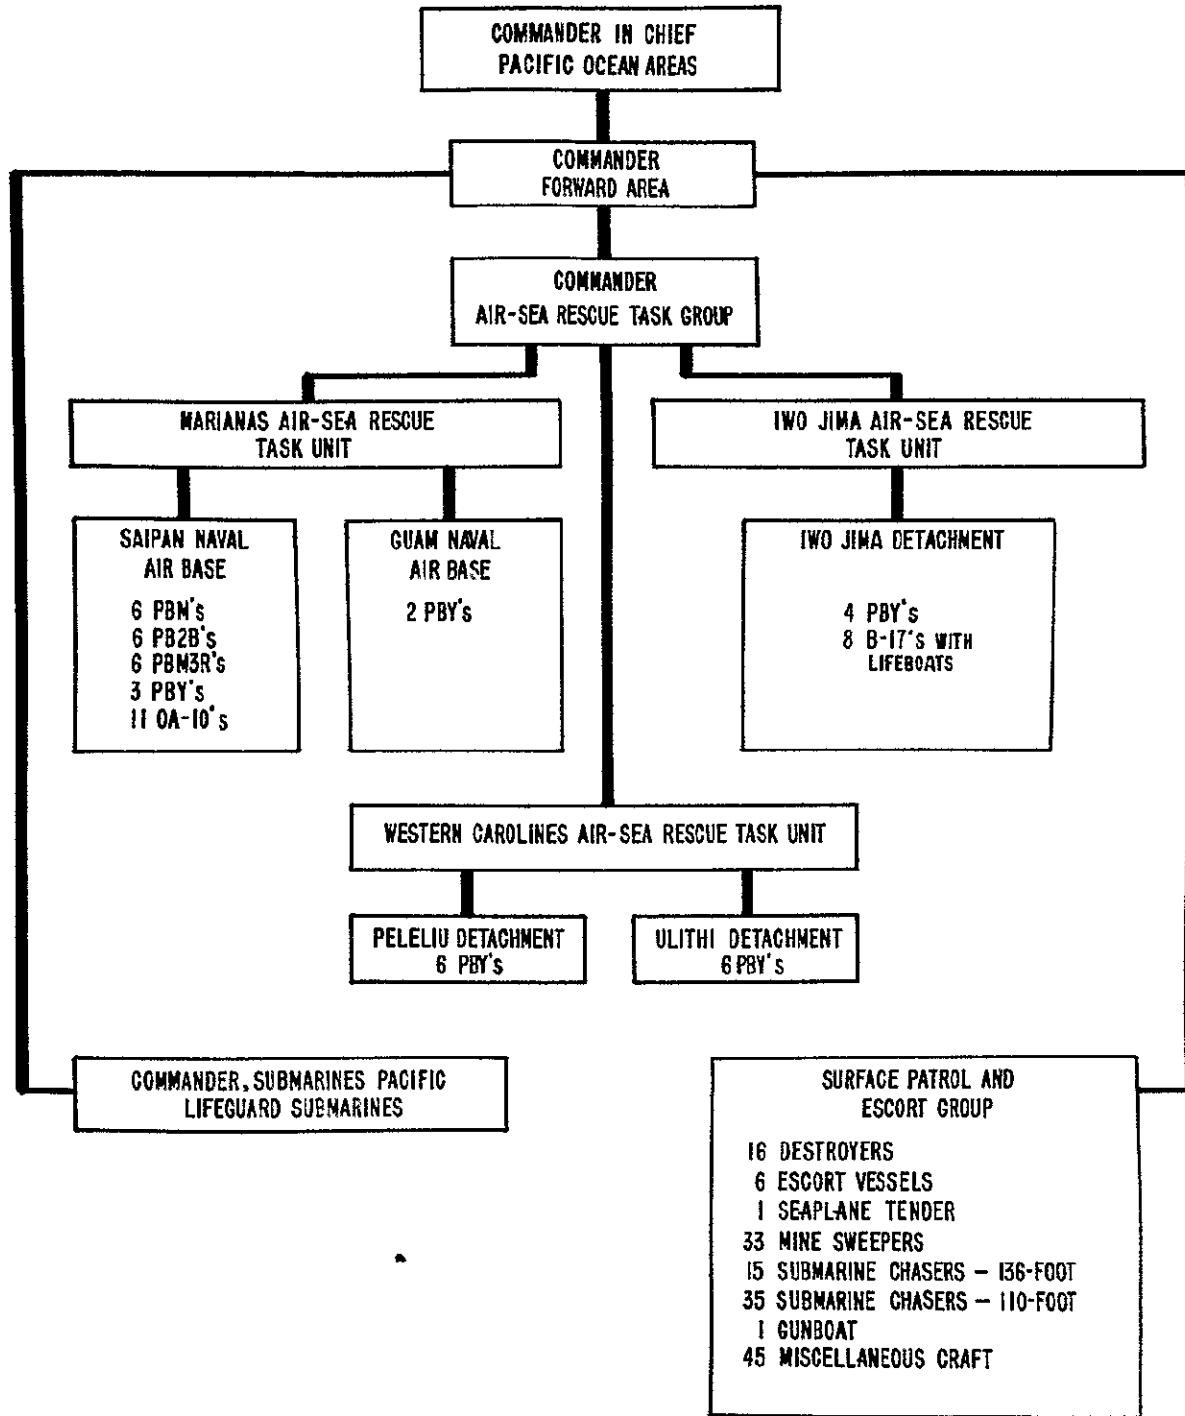 COMMANDER IN CHIEF
PACIFIC OCEAN AREAS
COMMANDER
FORWARD AREA
COMMANDER
AIR-SEA RESCUE TASK GROUP
MARIANAS AIR-SEA RESCUE
TASK UNIT
IWO JIMA AIR-SEA RESCUE
TASK UNIT
SAIPAN NAVAL
AIR BASE
6 PBM's
6 PB2B's
6 PBM3R's
3 PBY's
11 OA-10's
GUAM NAVAL
AIR BASE
2 PBY's
IWO JIMA DETACHMENT
4 PBY's
8 B-17's WITH
LIFEBOATS
WESTERN CAROLINES AIR-SEA RESCUE TASK UNIT
PELELIU DETACHMENT
6 PBY's
ULITHI DETACHMENT
6 PBY's
COMMANDER, SUBMARINES PACIFIC
LIFEGUARD SUBMARINES
SURFACE PATROL AND
ESCORT GROUP
16 DESTROYERS
6 ESCORT VESSELS
1 SEAPLANE TENDER
33 MINE SWEEPERS
15 SUBMARINE CHASERS – 136-FOOT
35 SUBMARINE CHASERS – 110-FOOT
1 GUNBOAT
45 MISCELLANEOUS CRAFT